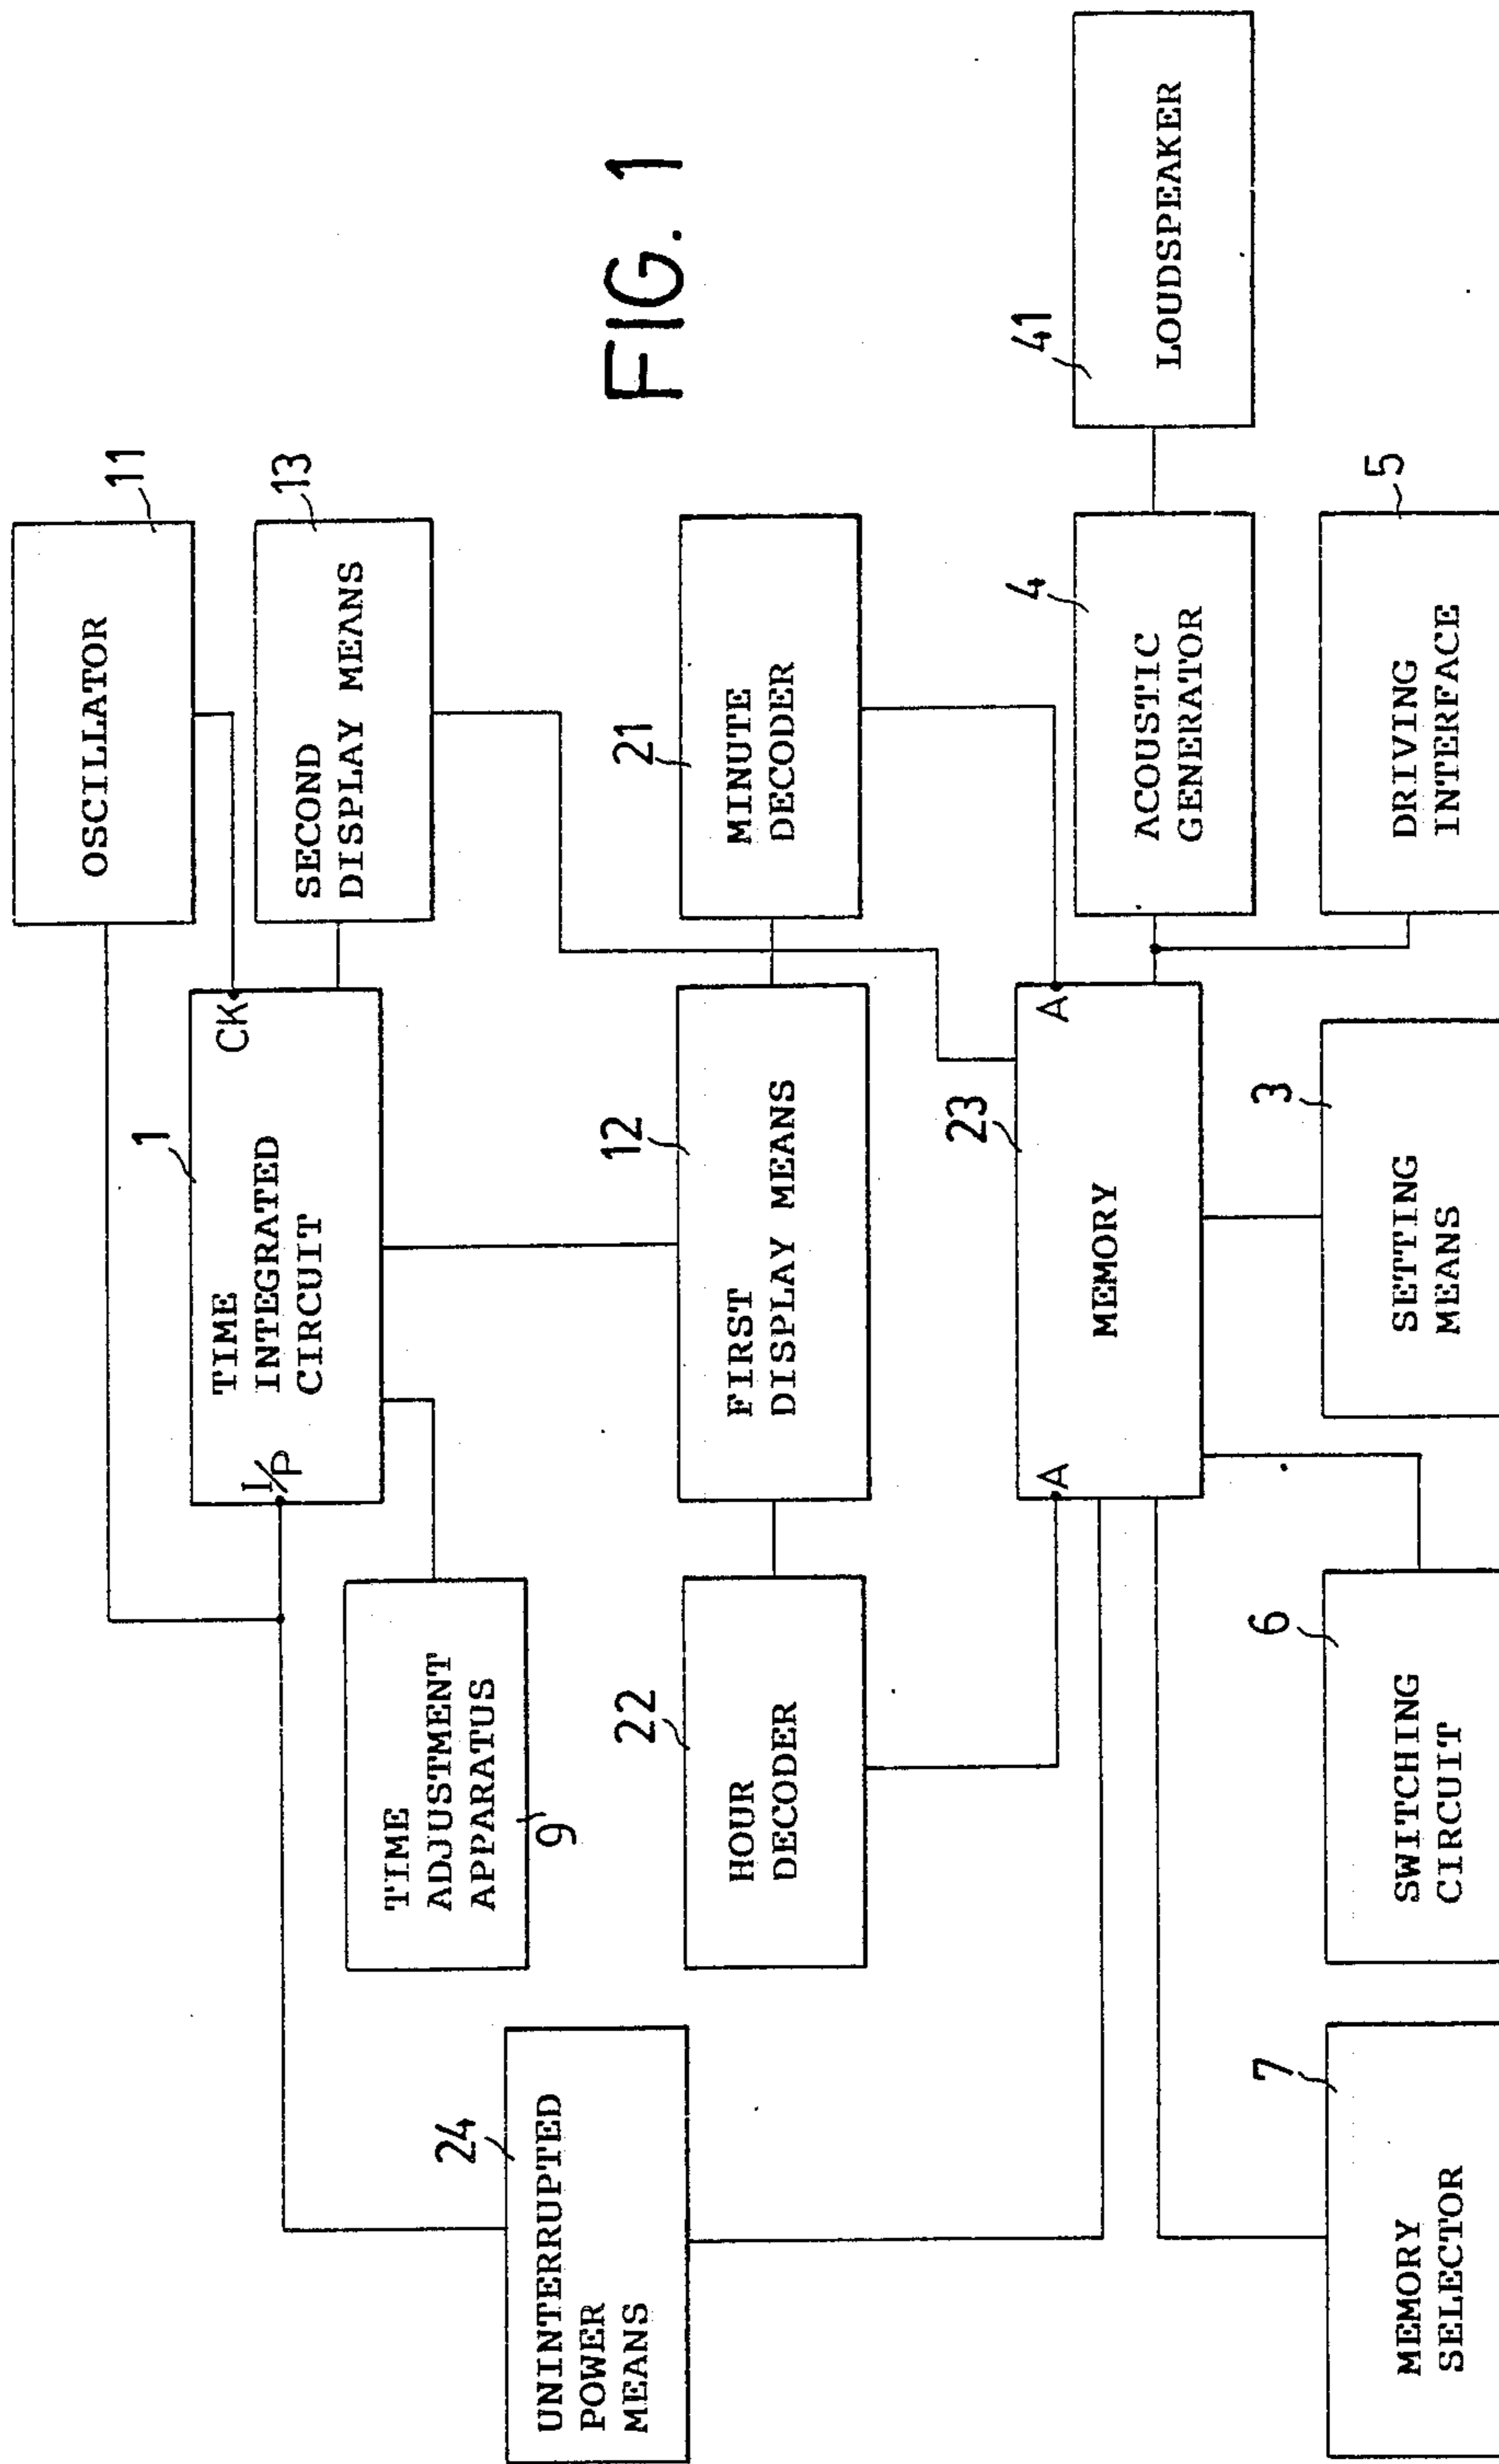 FIG. 1
OSCILLATOR
11
1
TIME
INTEGRATED
CIRCUIT
I/P
CK
SECOND
DISPLAY MEANS
13
TIME
ADJUSTMENT
APPARATUS
9
24
UNINTERRUPTED
POWER
MEANS
22
HOUR
DECODER
12
FIRST
DISPLAY MEANS
21
MINUTE
DECODER
23
A
MEMORY
A
4
ACOUSTIC
GENERATOR
41
LOUDSPEAKER
7
MEMORY
SELECTOR
6
SWITCHING
CIRCUIT
3
SETTING
MEANS
5
DRIVING
INTERFACE